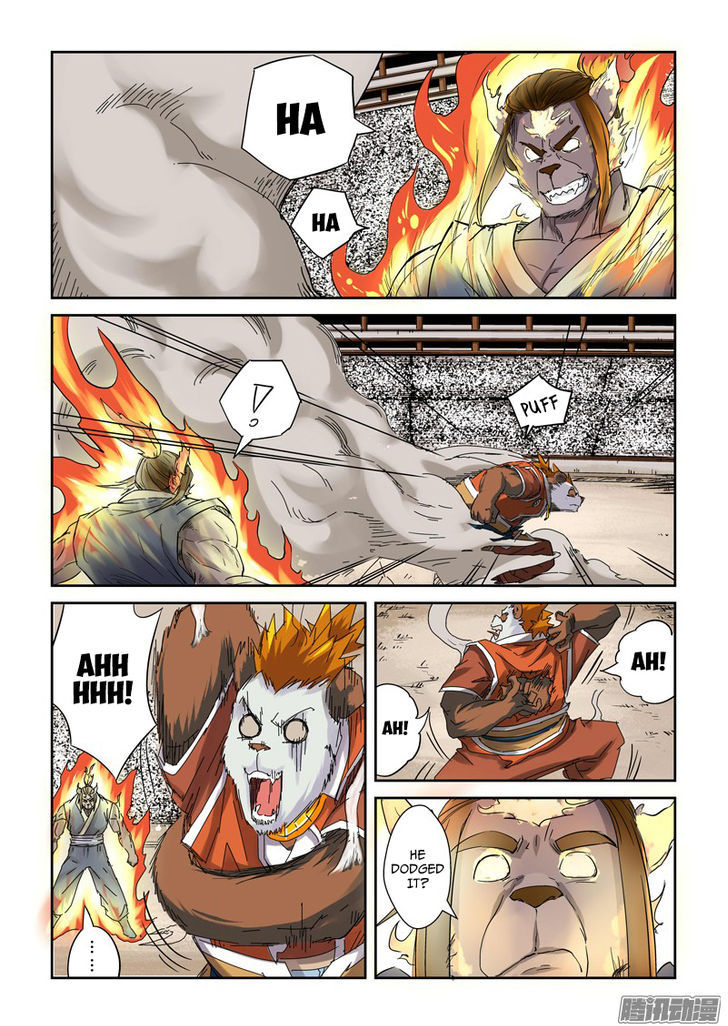 HA
HA
!
PUFF
AHH
HHH!
AH!
AH!
HE
DODGED
IT?
......
腾讯动漫